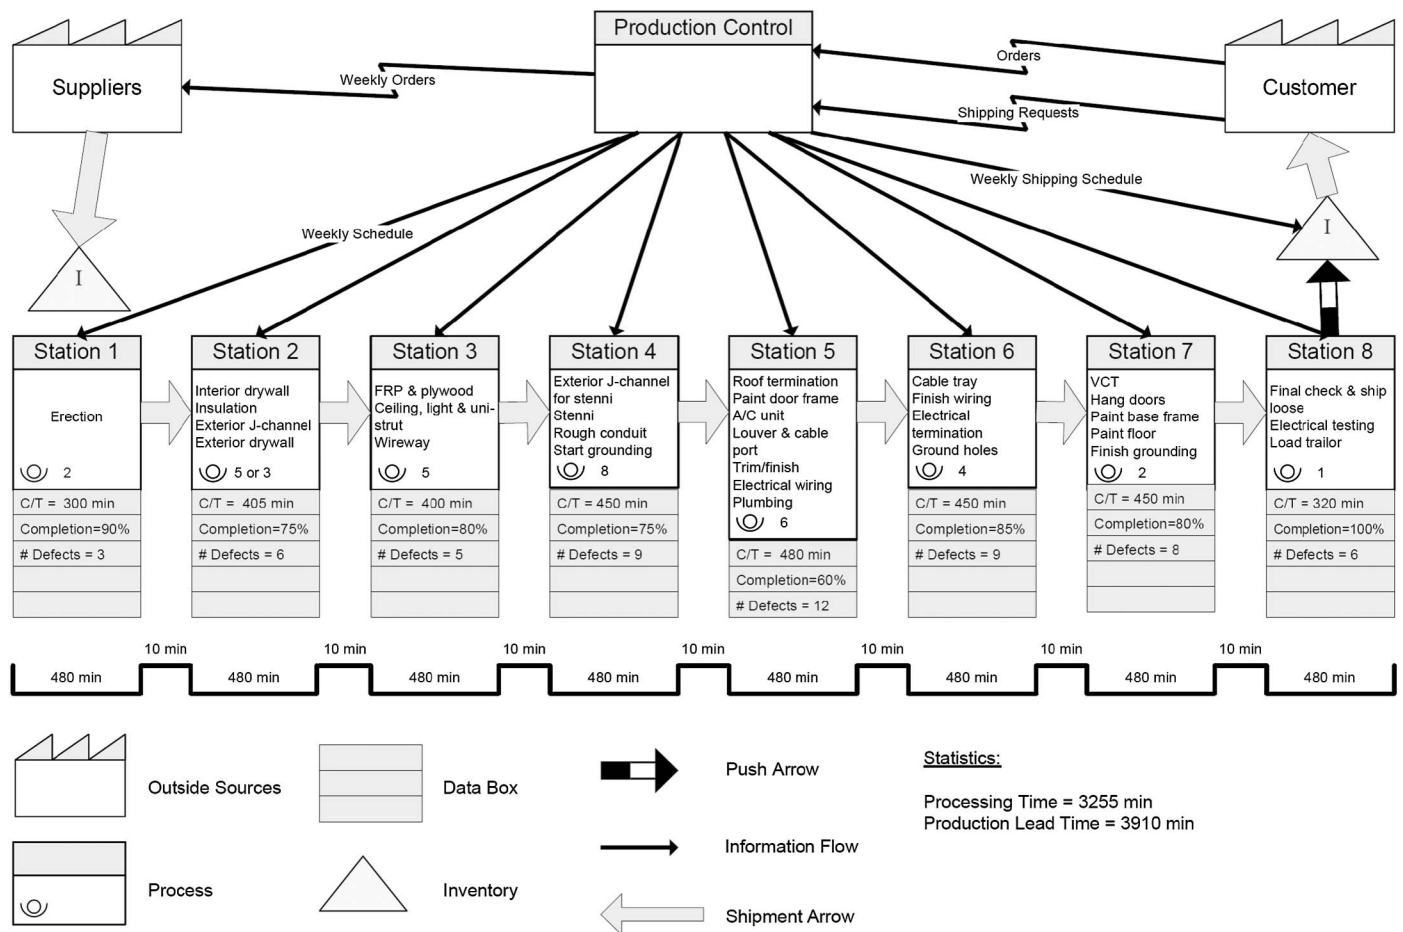 Production Control
Suppliers
Weekly Orders
Orders
Shipping Requests
Customer
Weekly Schedule
Weekly Shipping Schedule
I
I
Station 1
Erection
2
C/T = 300 min
Completion=90%
# Defects = 3
Station 2
Interior drywall
Insulation
Exterior J-channel
Exterior drywall
5 or 3
C/T = 405 min
Completion=75%
# Defects = 6
Station 3
FRP & plywood
Ceiling, light & uni-
strut
Wireway
5
C/T = 400 min
Completion=80%
# Defects = 5
Station 4
Exterior J-channel
for stenni
Stenni
Rough conduit
Start grounding
8
C/T = 450 min
Completion=75%
# Defects = 9
Station 5
Roof termination
Paint door frame
A/C unit
Louver & cable
port
Trim/finish
Electrical wiring
Plumbing
6
C/T = 480 min
Completion=60%
# Defects = 12
Station 6
Cable tray
Finish wiring
Electrical
termination
Ground holes
4
C/T = 450 min
Completion=85%
# Defects = 9
Station 7
VCT
Hang doors
Paint base frame
Paint floor
Finish grounding
2
C/T = 450 min
Completion=80%
# Defects = 8
Station 8
Final check & ship
loose
Electrical testing
Load trailor
1
C/T = 320 min
Completion=100%
# Defects = 6
10 min
10 min
10 min
10 min
10 min
10 min
10 min
480 min
480 min
480 min
480 min
480 min
480 min
480 min
480 min
Outside Sources
Data Box
Push Arrow
Information Flow
Process
Inventory
Shipment Arrow
Statistics:
Processing Time = 3255 min
Production Lead Time = 3910 min